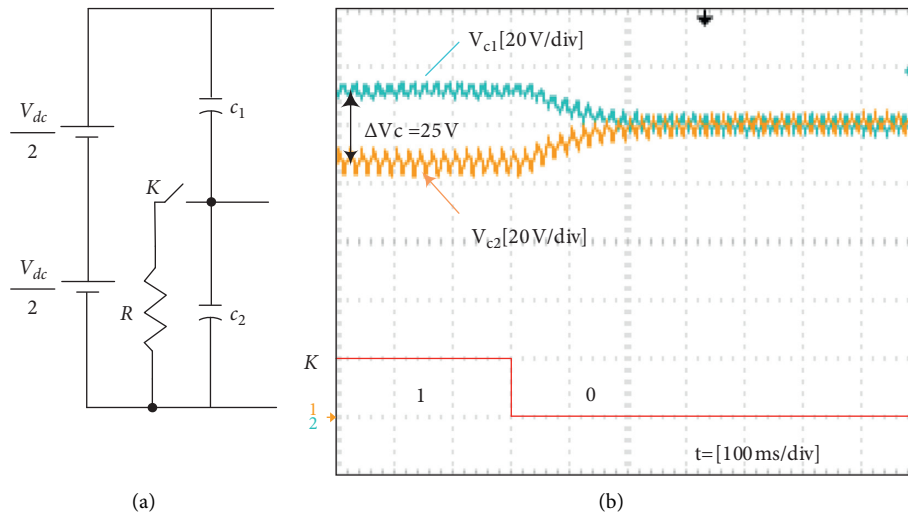 V_dc
2
V_dc
2
K
R
c_1
c_2
(a)
V_c1[20 V/div]
ΔVc =25 V
V_c2[20 V/div]
K
1
0
1
2
t=[100 ms/div]
(b)